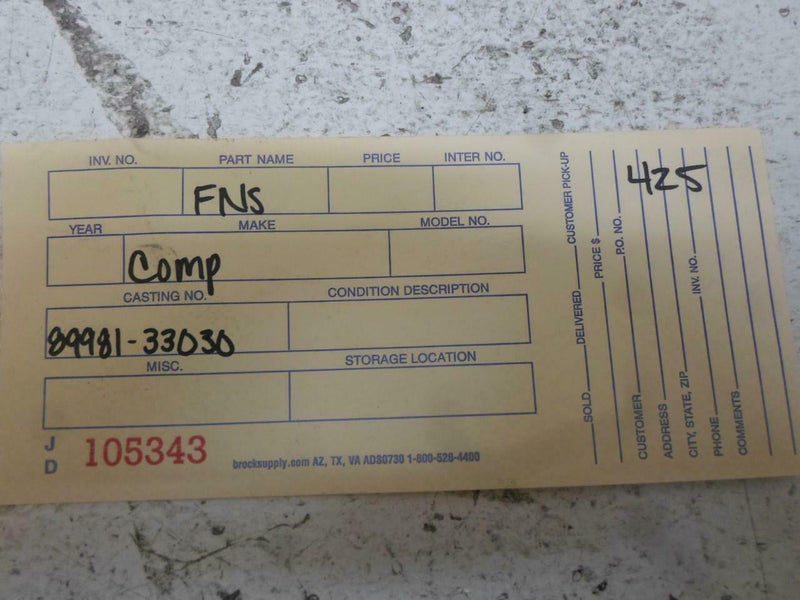 INV. NO. PART NAME PRICE INTER NO.
FNS
YEAR MAKE MODEL NO.
Comp
CASTING NO. CONDITION DESCRIPTION
89981-33030
MISC. STORAGE LOCATION
J
D
105343
brocksupply.com AZ, TX, VA ADS0730 1-800-528-4400
SOLD DELIVERED CUSTOMER PICK-UP
PRICE $
P.O. NO.
425
CUSTOMER
ADDRESS
CITY, STATE, ZIP INV. NO.
PHONE
COMMENTS